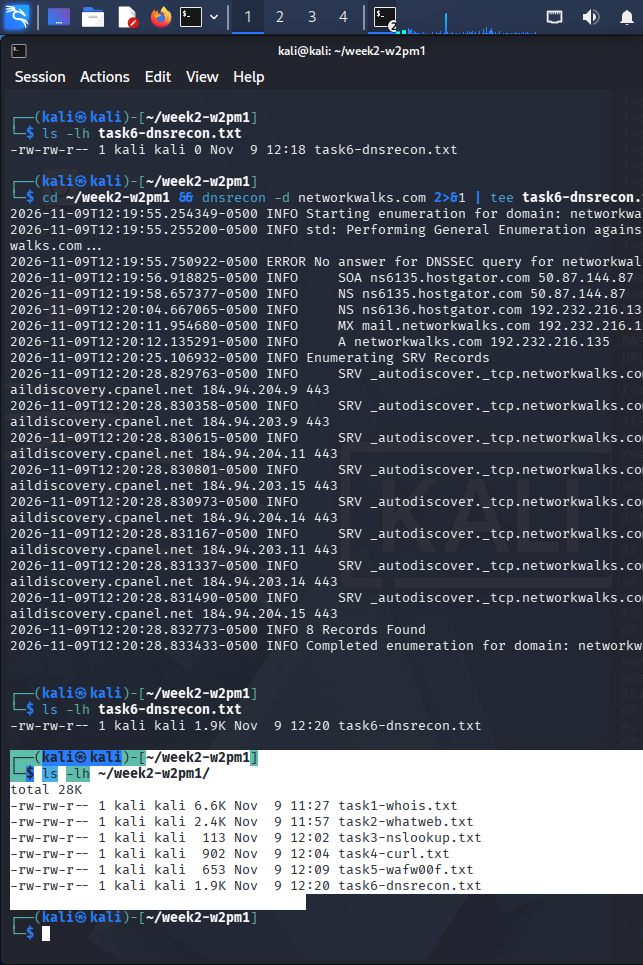 1 2 3 4 2
kali@kali: ~/week2-w2pm1
Session Actions Edit View Help
┌──(kali㉿kali)-[~/week2-w2pm1]
└─$ ls -lh task6-dnsrecon.txt
-rw-rw-r-- 1 kali kali 0 Nov  9 12:18 task6-dnsrecon.txt
┌──(kali㉿kali)-[~/week2-w2pm1]
└─$ cd ~/week2-w2pm1 && dnsrecon -d networkwalks.com 2>&1 | tee task6-dnsrecon.
2026-11-09T12:19:55.254349-0500 INFO Starting enumeration for domain: networkwa
2026-11-09T12:19:55.255200-0500 INFO std: Performing General Enumeration agains
walks.com...
2026-11-09T12:19:55.750922-0500 ERROR No answer for DNSSEC query for networkwal
2026-11-09T12:19:56.918825-0500 INFO     SOA ns6135.hostgator.com 50.87.144.87
2026-11-09T12:19:58.657377-0500 INFO     NS ns6135.hostgator.com 50.87.144.87
2026-11-09T12:20:04.667065-0500 INFO     NS ns6136.hostgator.com 192.232.216.13
2026-11-09T12:20:11.954680-0500 INFO     MX mail.networkwalks.com 192.232.216.1
2026-11-09T12:20:12.135291-0500 INFO     A networkwalks.com 192.232.216.135
2026-11-09T12:20:25.106932-0500 INFO Enumerating SRV Records
2026-11-09T12:20:28.829763-0500 INFO     SRV _autodiscover._tcp.networkwalks.co
aildiscovery.cpanel.net 184.94.204.9 443
2026-11-09T12:20:28.830358-0500 INFO     SRV _autodiscover._tcp.networkwalks.co
aildiscovery.cpanel.net 184.94.203.9 443
2026-11-09T12:20:28.830615-0500 INFO     SRV _autodiscover._tcp.networkwalks.co
aildiscovery.cpanel.net 184.94.204.11 443
2026-11-09T12:20:28.830801-0500 INFO     SRV _autodiscover._tcp.networkwalks.co
aildiscovery.cpanel.net 184.94.203.15 443
2026-11-09T12:20:28.830973-0500 INFO     SRV _autodiscover._tcp.networkwalks.co
aildiscovery.cpanel.net 184.94.204.14 443
2026-11-09T12:20:28.831167-0500 INFO     SRV _autodiscover._tcp.networkwalks.co
aildiscovery.cpanel.net 184.94.203.11 443
2026-11-09T12:20:28.831337-0500 INFO     SRV _autodiscover._tcp.networkwalks.co
aildiscovery.cpanel.net 184.94.203.14 443
2026-11-09T12:20:28.831490-0500 INFO     SRV _autodiscover._tcp.networkwalks.co
aildiscovery.cpanel.net 184.94.204.15 443
2026-11-09T12:20:28.832773-0500 INFO 8 Records Found
2026-11-09T12:20:28.833433-0500 INFO Completed enumeration for domain: networkw
┌──(kali㉿kali)-[~/week2-w2pm1]
└─$ ls -lh task6-dnsrecon.txt
-rw-rw-r-- 1 kali kali 1.9K Nov  9 12:20 task6-dnsrecon.txt
┌──(kali㉿kali)-[~/week2-w2pm1]
└─$ ls -lh ~/week2-w2pm1/
total 28K
-rw-rw-r-- 1 kali kali 6.6K Nov  9 11:27 task1-whois.txt
-rw-rw-r-- 1 kali kali 2.4K Nov  9 11:57 task2-whatweb.txt
-rw-rw-r-- 1 kali kali  113 Nov  9 12:02 task3-nslookup.txt
-rw-rw-r-- 1 kali kali  902 Nov  9 12:04 task4-curl.txt
-rw-rw-r-- 1 kali kali  653 Nov  9 12:09 task5-wafw00f.txt
-rw-rw-r-- 1 kali kali 1.9K Nov  9 12:20 task6-dnsrecon.txt
┌──(kali㉿kali)-[~/week2-w2pm1]
└─$
KALI